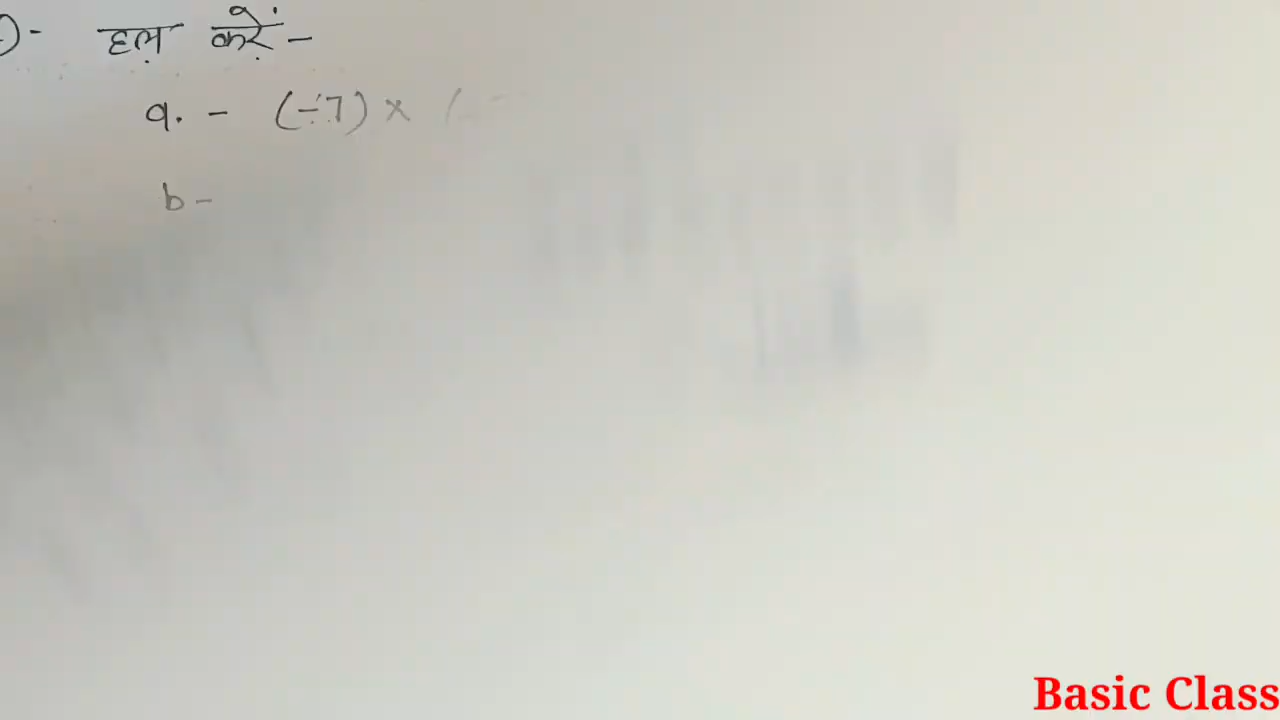 )- हल करें -
a. - (-7) × (-
b -
Basic Class